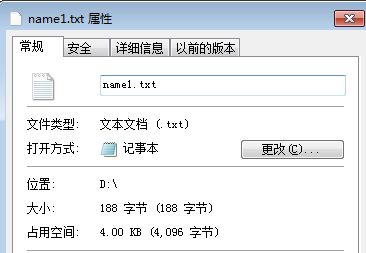 name1.txt 属性
常规 安全 详细信息 以前的版本
name1.txt
文件类型: 文本文档 (.txt)
打开方式: 记事本 更改(C)...
位置: D:\
大小: 188 字节 (188 字节)
占用空间: 4.00 KB (4,096 字节)